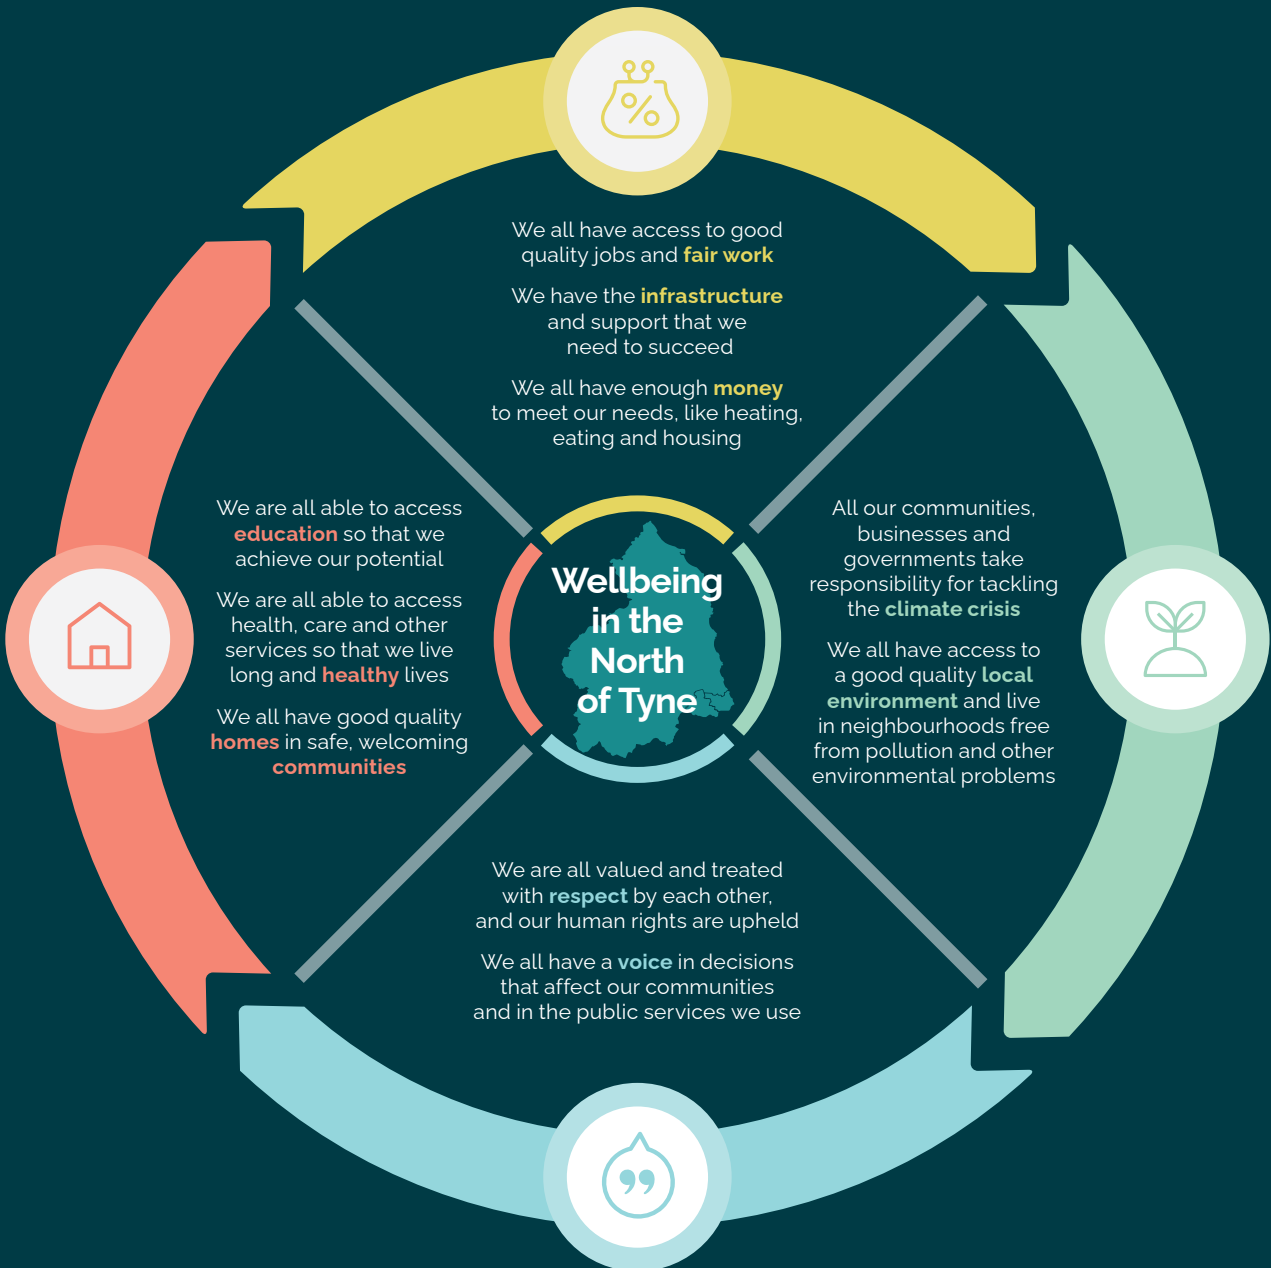 We all have access to good
quality jobs and fair work
We have the infrastructure
and support that we
need to succeed
We all have enough money
to meet our needs, like heating,
eating and housing
We are all able to access
education so that we
achieve our potential
We are all able to access
health, care and other
services so that we live
long and healthy lives
We all have good quality
homes in safe, welcoming
communities
Wellbeing
in the
North
of Tyne
All our communities,
businesses and
governments take
responsibility for tackling
the climate crisis
We all have access to
a good quality local
environment and live
in neighbourhoods free
from pollution and other
environmental problems
We are all valued and treated
with respect by each other,
and our human rights are upheld
We all have a voice in decisions
that affect our communities
and in the public services we use